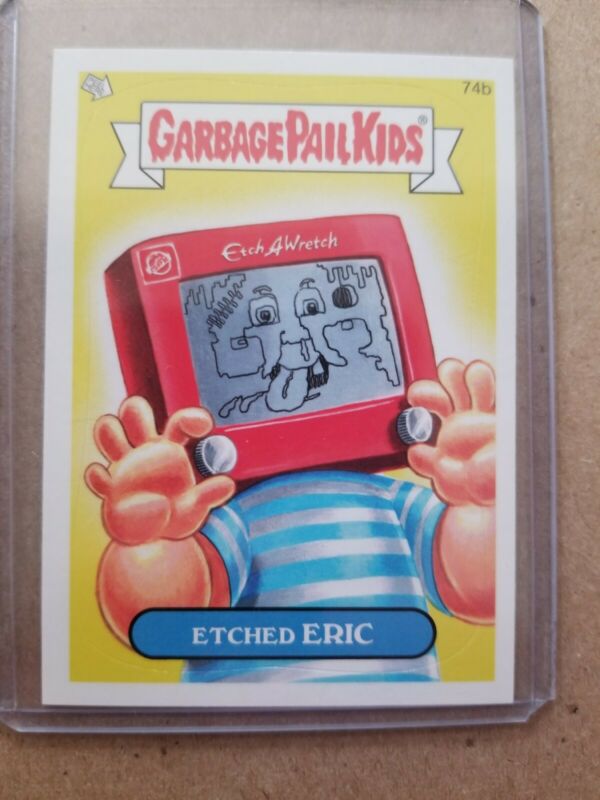 74b
GARBAGE PAIL KIDS®
Etch A Wretch
ETCHED ERIC